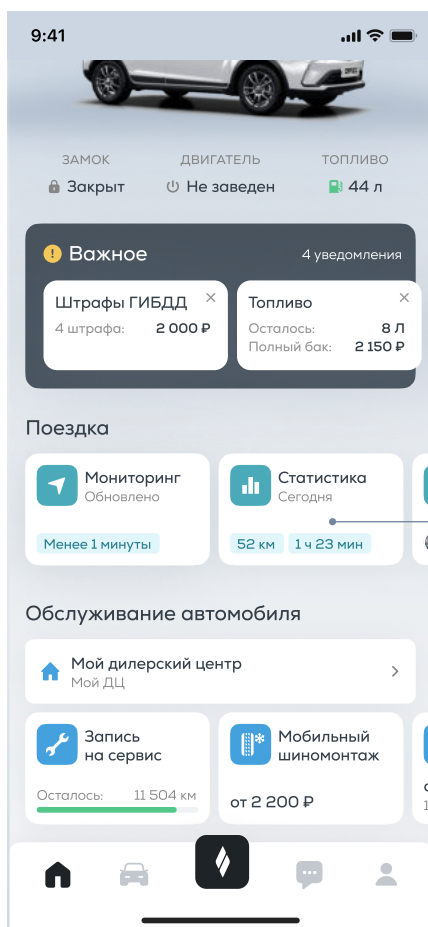 9:41
ЗАМОК ДВИГАТЕЛЬ ТОПЛИВО
Закрыт Не заведен 44 л
Важное 4 уведомления
Штрафы ГИБДД
4 штрафа: 2 000 ₽
Топливо
Осталось: 8 Л
Полный бак: 2 150 ₽
Поездка
Мониторинг
Обновлено
Менее 1 минуты
Статистика
Сегодня
52 км 1 ч 23 мин
Обслуживание автомобиля
Мой дилерский центр
Мой ДЦ
Запись
на сервис
Осталось: 11 504 км
Мобильный
шиномонтаж
от 2 200 ₽